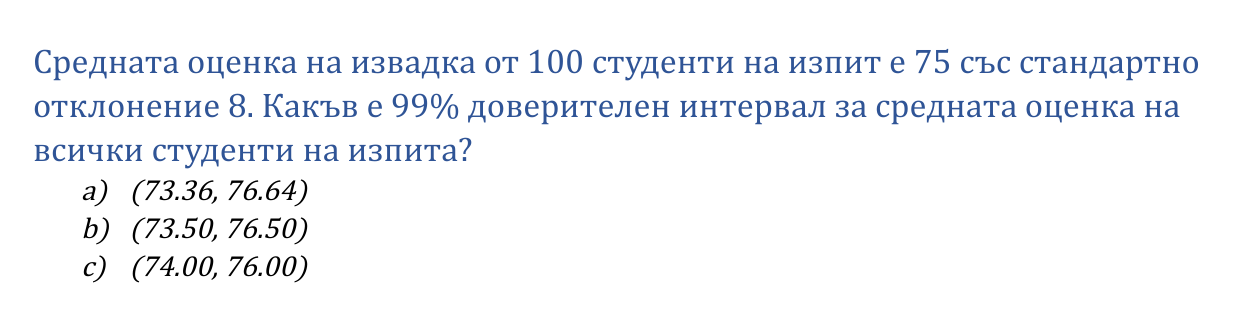 Средната оценка на извадка от 100 студенти на изпит е 75 със стандартно
отклонение 8. Какъв е 99% доверителен интервал за средната оценка на
всички студенти на изпита?
a) (73.36, 76.64)
b) (73.50, 76.50)
c) (74.00, 76.00)